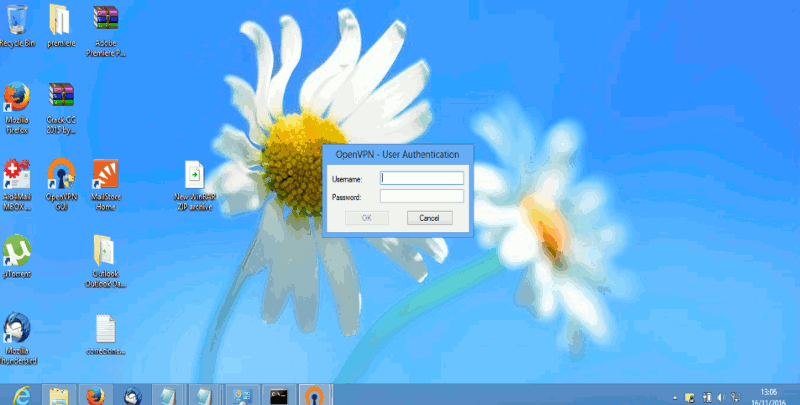 Recycle Bin
premiere
Adobe
Premiere P...
Mozilla
Firefox
Crack CC
2015 by...
Aid4Mail
MBOX ...
OpenVPN
GUI
MailStore
Home
New WinRAR
ZIP archive
µTorrent
Outlook
Outlook Da...
Mozilla
Thunderbird
correciones...
OpenVPN - User Authentication
Username:
Password:
OK
Cancel
13:06
16/11/2016